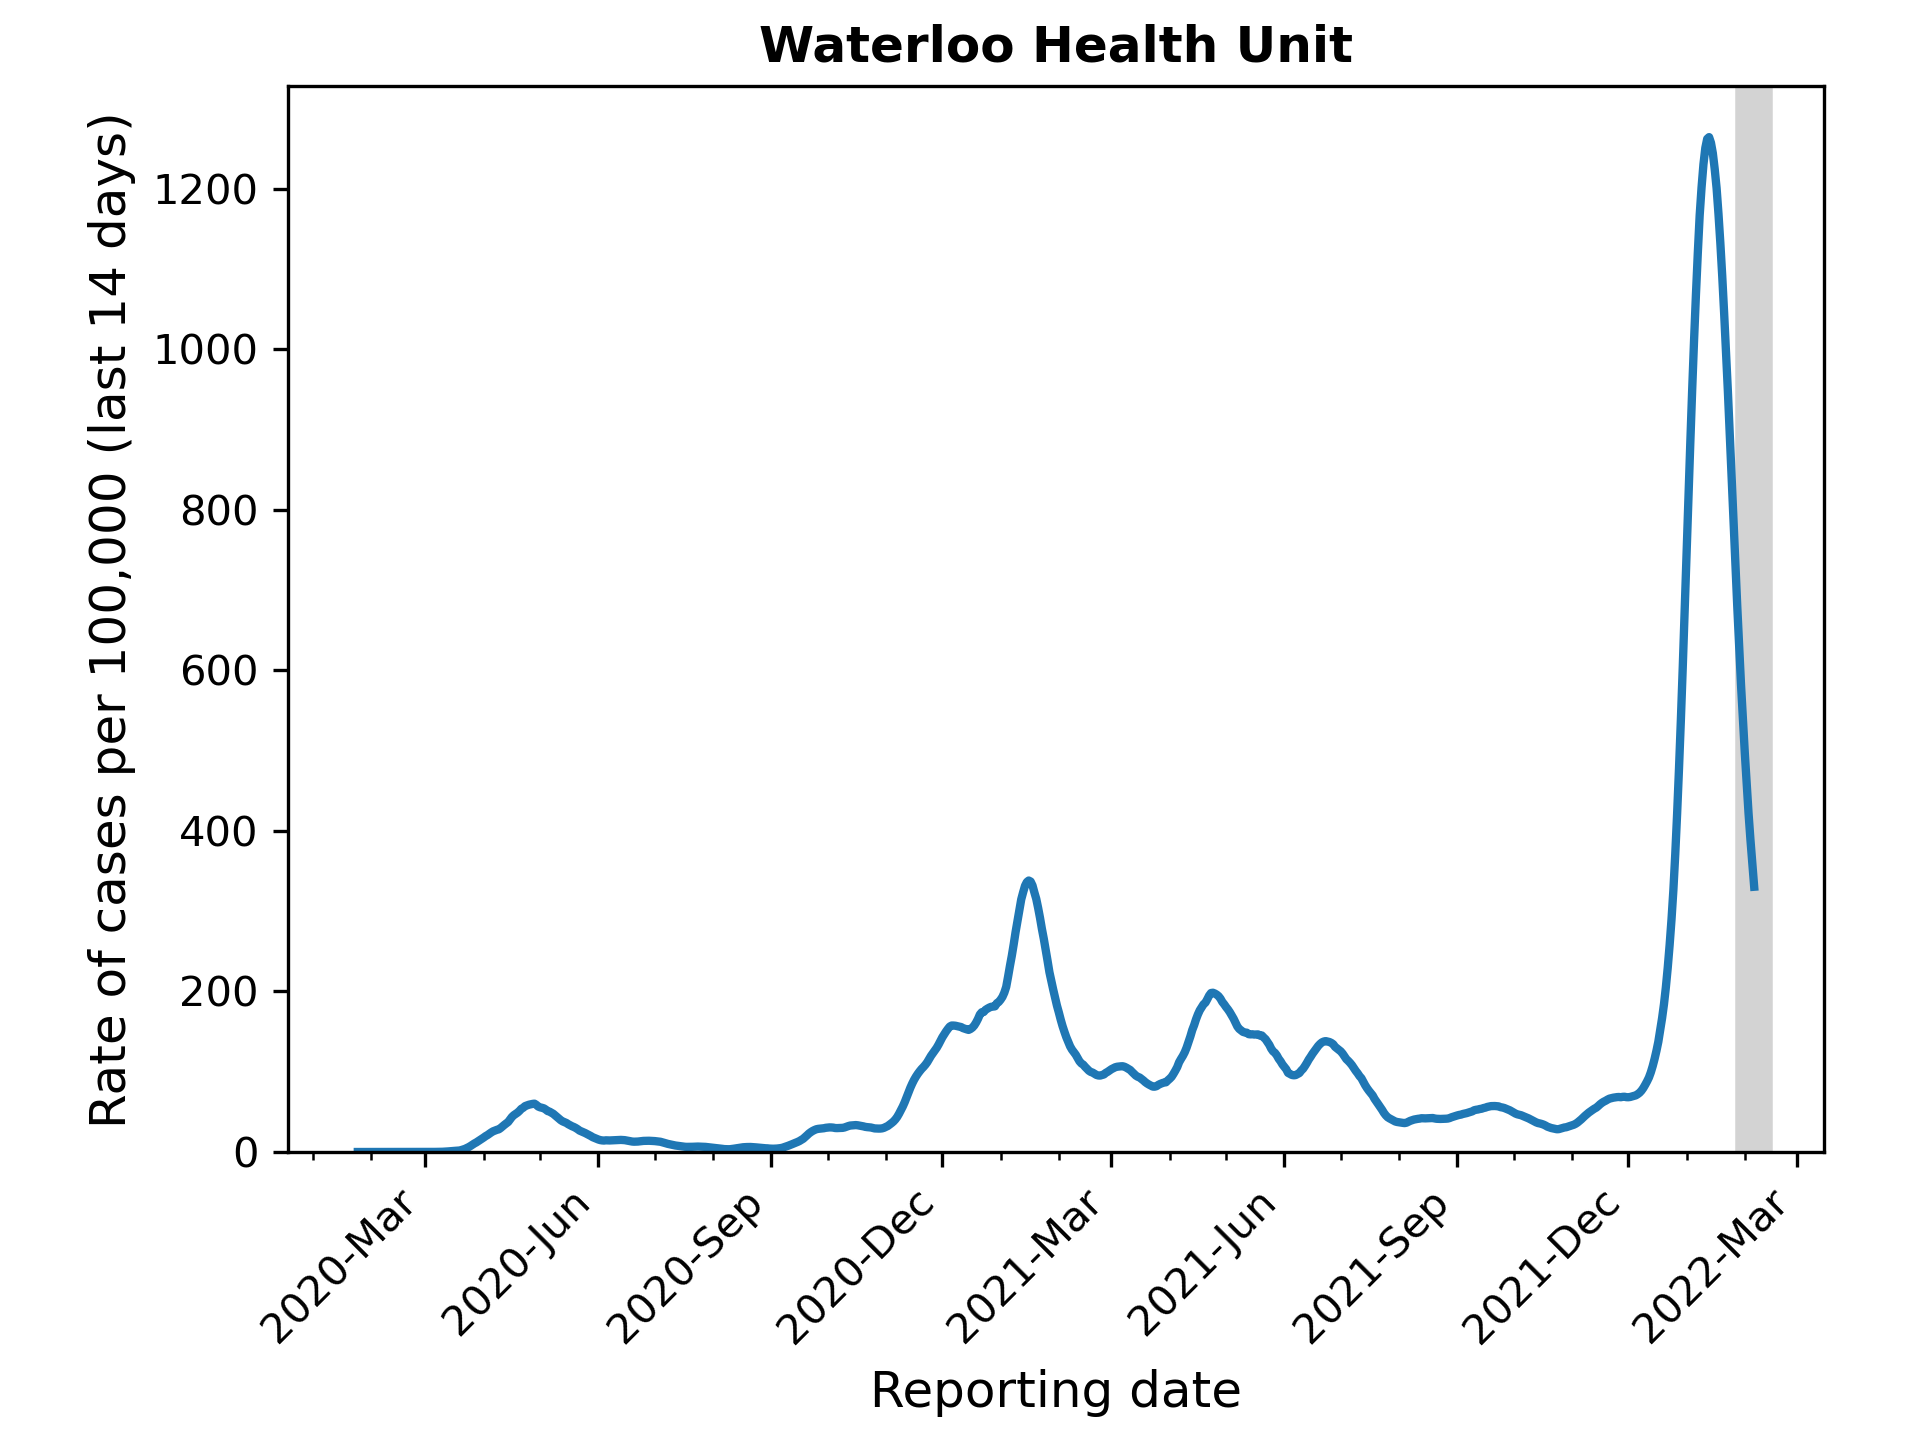 Waterloo Health Unit
Rate of cases per 100,000 (last 14 days)
1200
1000
800
600
400
200
0
2020-Mar
2020-Jun
2020-Sep
2020-Dec
2021-Mar
2021-Jun
2021-Sep
2021-Dec
2022-Mar
Reporting date